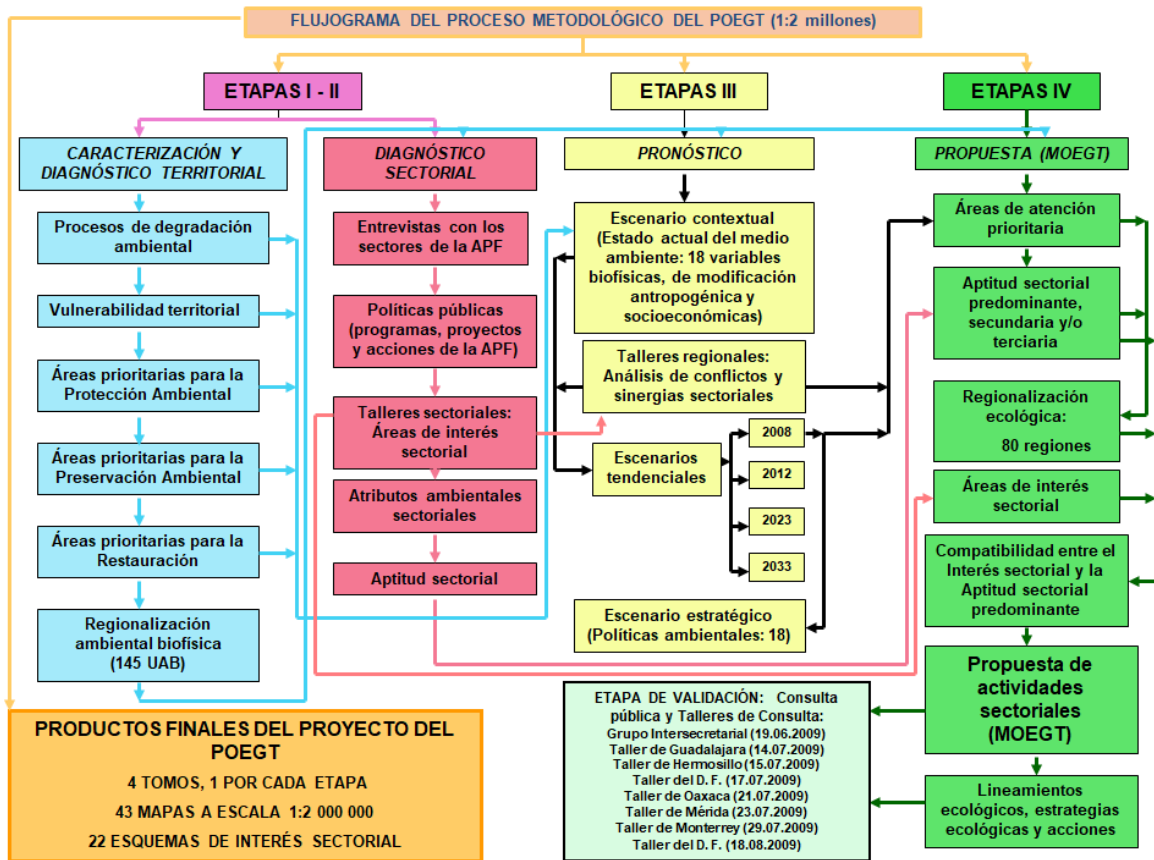 FLUJOGRAMA DEL PROCESO METODOLÓGICO DEL POEGT (1:2 millones)
ETAPAS I - II
CARACTERIZACIÓN Y
DIAGNÓSTICO TERRITORIAL
Procesos de degradación
ambiental
Vulnerabilidad territorial
Áreas prioritarias para la
Protección Ambiental
Áreas prioritarias para la
Preservación Ambiental
Áreas prioritarias para la
Restauración
Regionalización
ambiental biofísica
(145 UAB)
DIAGNÓSTICO
SECTORIAL
Entrevistas con los
sectores de la APF
Políticas públicas
(programas, proyectos
y acciones de la APF)
Talleres sectoriales:
Áreas de interés
sectorial
Atributos ambientales
sectoriales
Aptitud sectorial
ETAPAS III
PRONÓSTICO
Escenario contextual
(Estado actual del medio
ambiente: 18 variables
biofísicas, de modificación
antropogénica y
socioeconómicas)
Talleres regionales:
Análisis de conflictos y
sinergias sectoriales
Escenarios
tendenciales
2008
2012
2023
2033
Escenario estratégico
(Políticas ambientales: 18)
ETAPAS IV
PROPUESTA (MOEGT)
Áreas de atención
prioritaria
Aptitud sectorial
predominante,
secundaria y/o
terciaria
Regionalización
ecológica:
80 regiones
Áreas de interés
sectorial
Compatibilidad entre el
Interés sectorial y la
Aptitud sectorial
predominante
Propuesta de
actividades
sectoriales
(MOEGT)
Lineamientos
ecológicos, estrategias
ecológicas y acciones
ETAPA DE VALIDACIÓN: Consulta
pública y Talleres de Consulta:
Grupo Intersecretarial (19.06.2009)
Taller de Guadalajara (14.07.2009)
Taller de Hermosillo (15.07.2009)
Taller del D. F. (17.07.2009)
Taller de Oaxaca (21.07.2009)
Taller de Mérida (23.07.2009)
Taller de Monterrey (29.07.2009)
Taller del D. F. (18.08.2009)
PRODUCTOS FINALES DEL PROYECTO DEL
POEGT
4 TOMOS, 1 POR CADA ETAPA
43 MAPAS A ESCALA 1:2 000 000
22 ESQUEMAS DE INTERÉS SECTORIAL